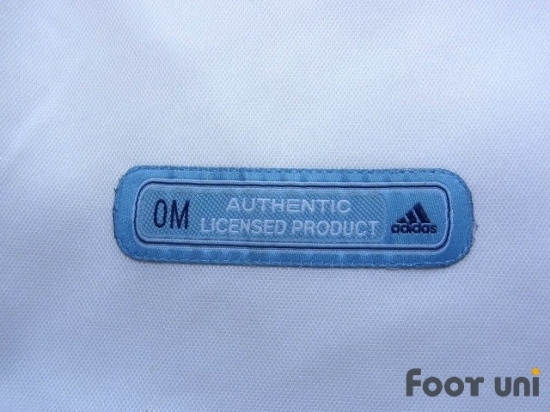 OM
AUTHENTIC
LICENSED PRODUCT
adidas
Foot uni